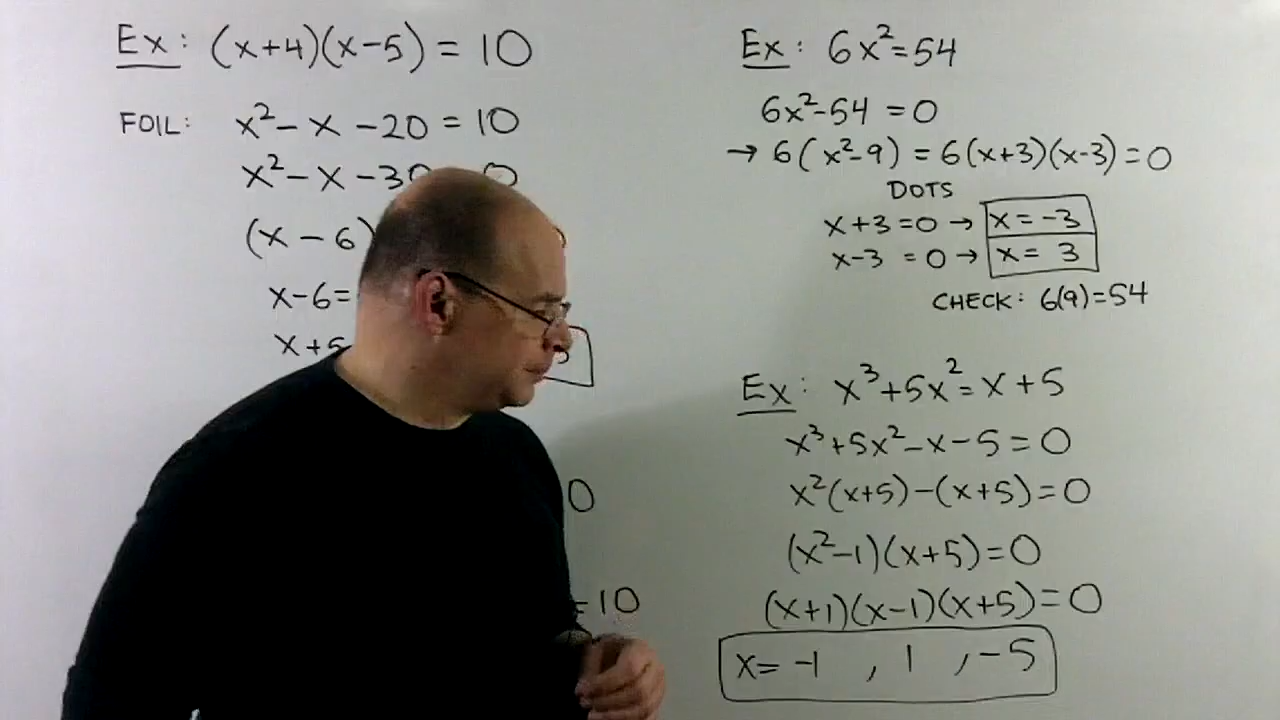 Ex: (x+4)(x-5) = 10
FOIL: x² - x - 20 = 10
x² - x - 30 0
(x - 6)
x-6=
x+5
0
=10
Ex: 6x²=54
6x²-54 = 0
→ 6(x²-9) = 6(x+3)(x-3) = 0
DOTS
x+3=0 → x = -3
x-3 = 0 → x = 3
CHECK: 6(9)=54
Ex: x³+5x²=x+5
x³+5x²-x-5=0
x²(x+5)-(x+5)=0
(x²-1)(x+5)=0
(x+1)(x-1)(x+5)=0
x= -1 , 1 , -5